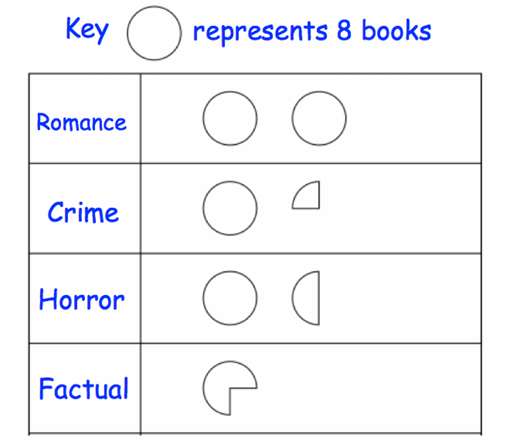 Key represents 8 books
Romance
Crime
Horror
Factual